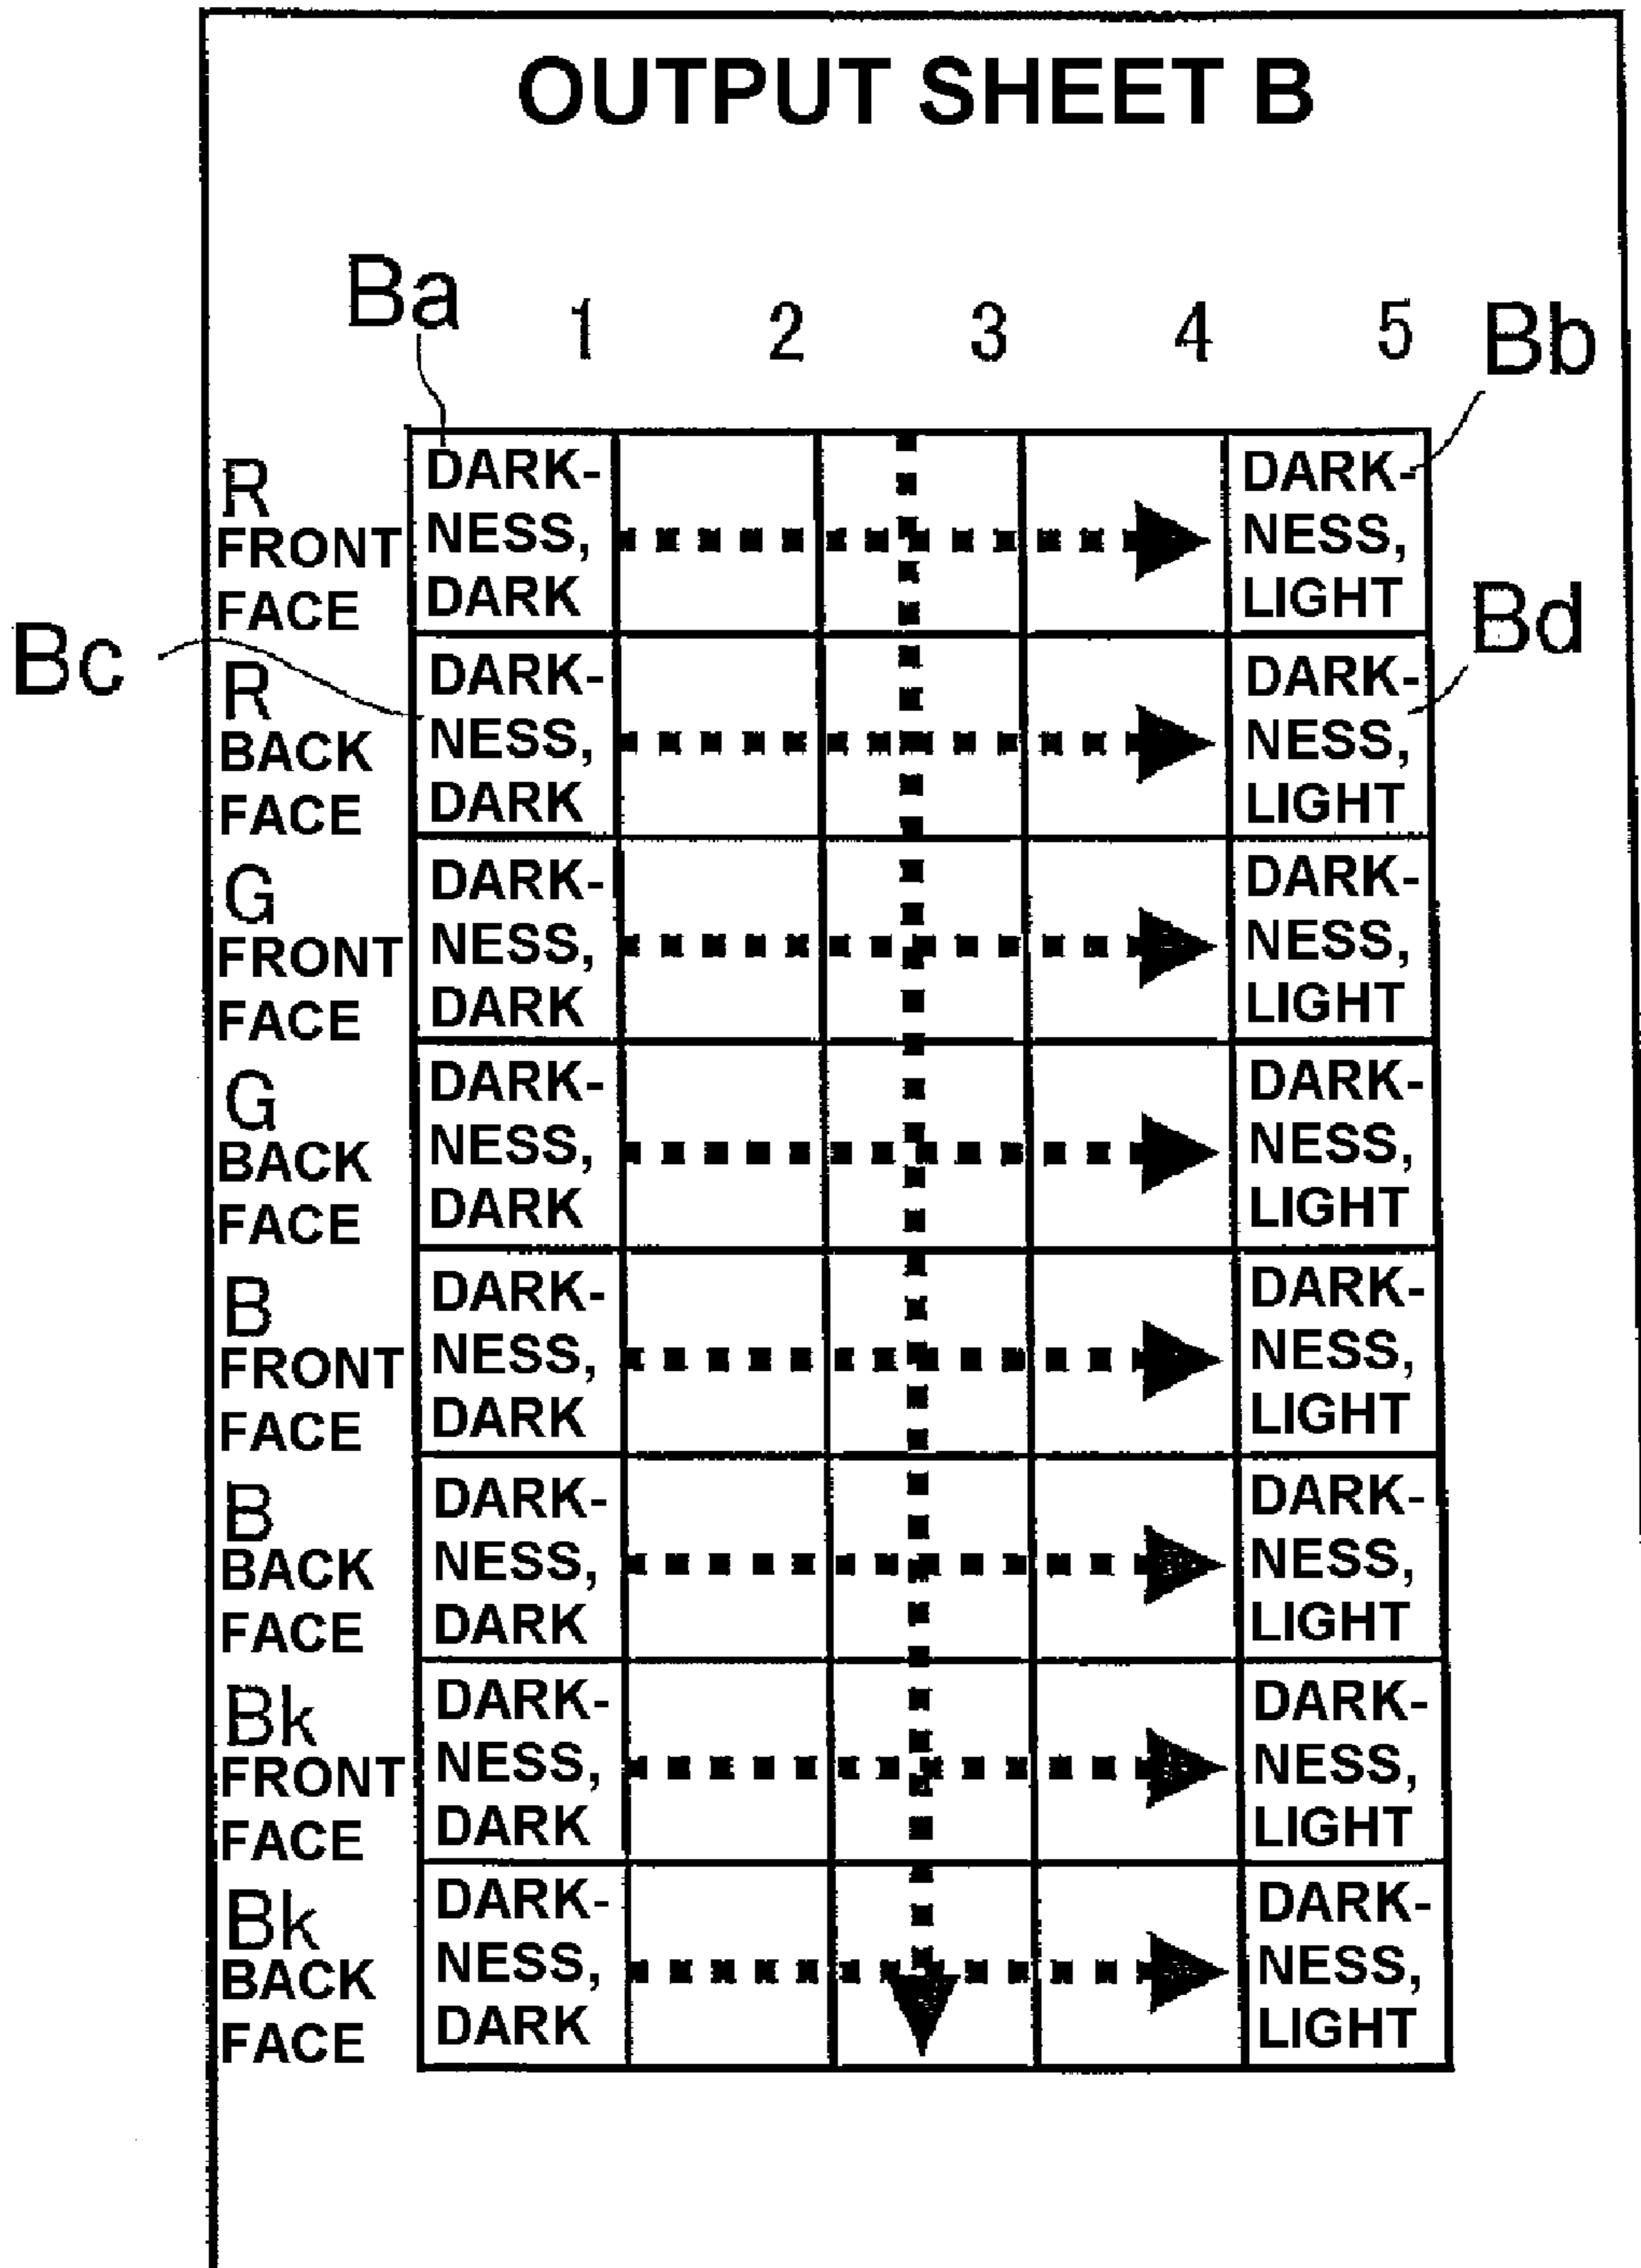 OUTPUT SHEET B
Ba 1 2 3 4 5 Bb
R
FRONT
FACE
DARK-
NESS,
DARK
DARK-
NESS,
LIGHT
Bc
Bd
R
BACK
FACE
DARK-
NESS,
DARK
DARK-
NESS,
LIGHT
G
FRONT
FACE
DARK-
NESS,
DARK
DARK-
NESS,
LIGHT
G
BACK
FACE
DARK-
NESS,
DARK
DARK-
NESS,
LIGHT
B
FRONT
FACE
DARK-
NESS,
DARK
DARK-
NESS,
LIGHT
B
BACK
FACE
DARK-
NESS,
DARK
DARK-
NESS,
LIGHT
Bk
FRONT
FACE
DARK-
NESS,
DARK
DARK-
NESS,
LIGHT
Bk
BACK
FACE
DARK-
NESS,
DARK
DARK-
NESS,
LIGHT